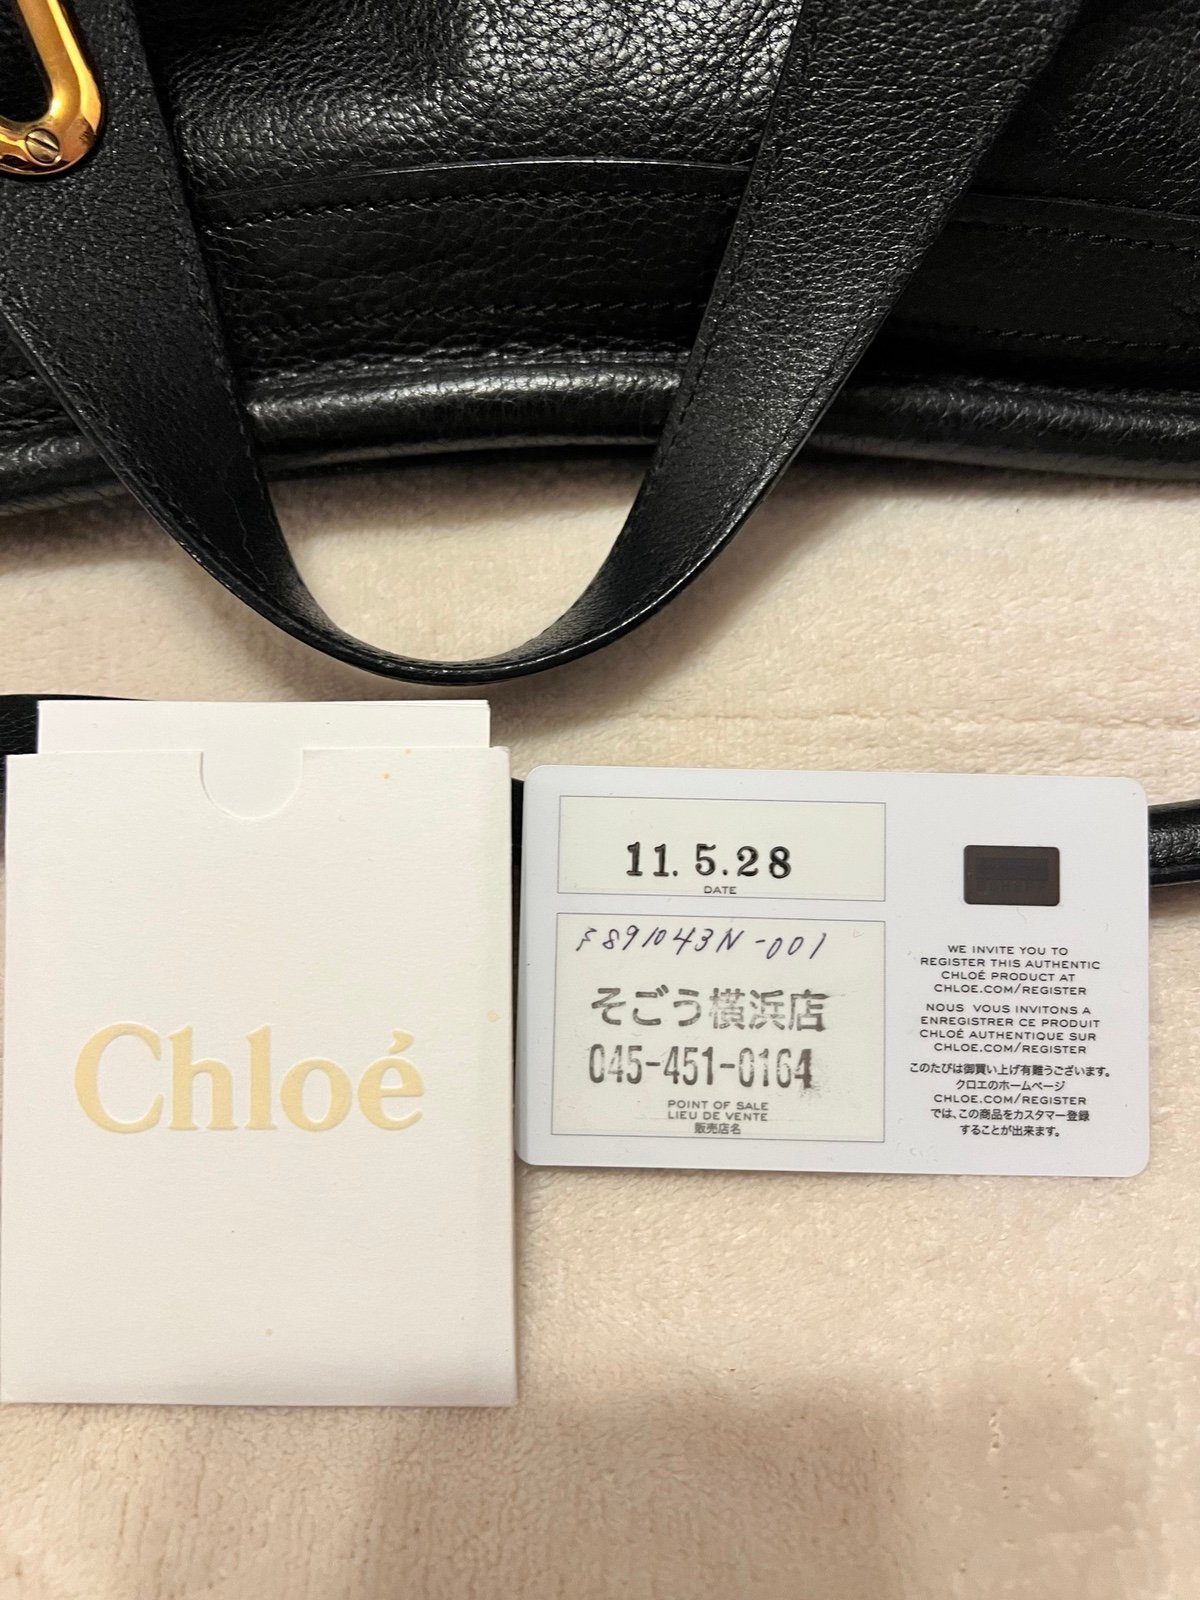 Chloé
11.5.28
DATE
891043N-001
そごう横浜店
045-451-0164
POINT OF SALE
LIEU DE VENTE
販売店名
WE INVITE YOU TO
REGISTER THIS AUTHENTIC
CHLOÉ PRODUCT AT
CHLOE.COM/REGISTER
NOUS VOUS INVITONS A
ENREGISTRER CE PRODUIT
CHLOÉ AUTHENTIQUE SUR
CHLOE.COM/REGISTER
このたびは御買い上げ有難うございます。
クロエのホームページ
CHLOE.COM/REGISTER
では、この商品をカスタマー登録
することが出来ます。